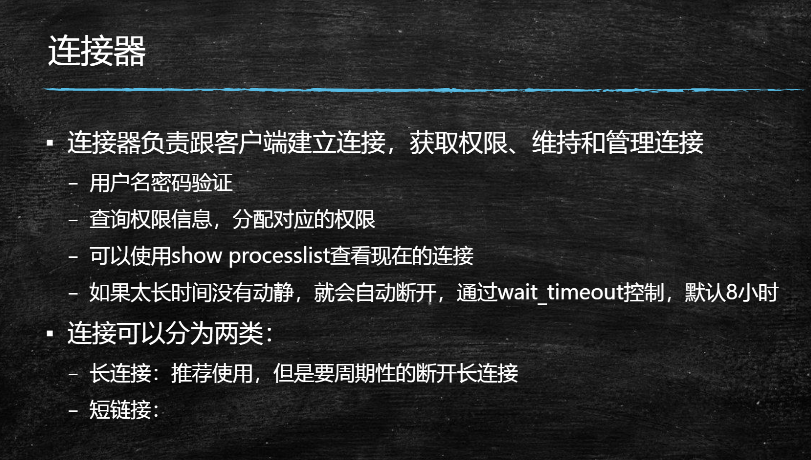 连接器
▪ 连接器负责跟客户端建立连接，获取权限、维持和管理连接
– 用户名密码验证
– 查询权限信息，分配对应的权限
– 可以使用show processlist查看现在的连接
– 如果太长时间没有动静，就会自动断开，通过wait_timeout控制，默认8小时
▪ 连接可以分为两类：
– 长连接：推荐使用，但是要周期性的断开长连接
– 短链接：